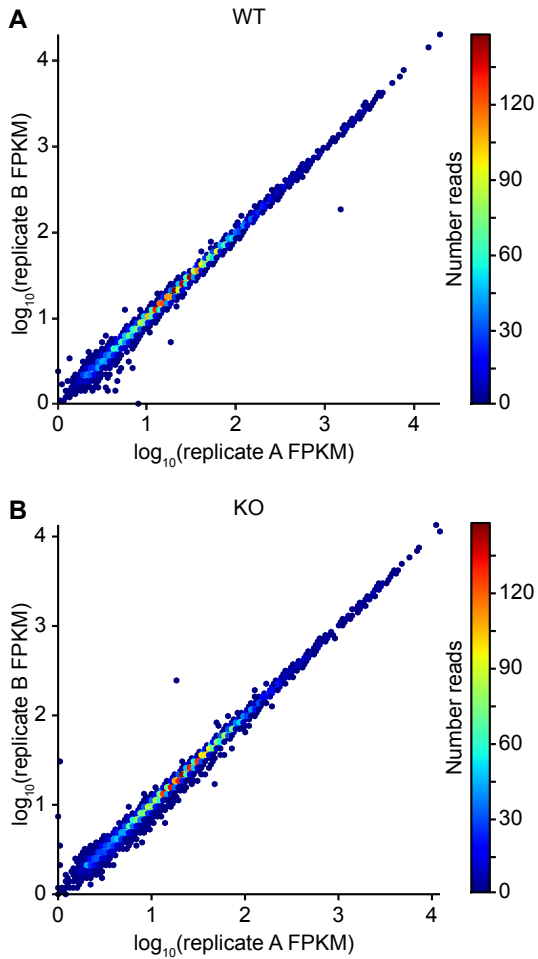 A
WT
log₁₀(replicate B FPKM)
4
3
2
1
0
0 1 2 3 4
log₁₀(replicate A FPKM)
120
90
60
30
0
Number reads
B
KO
log₁₀(replicate B FPKM)
4
3
2
1
0
0 1 2 3 4
log₁₀(replicate A FPKM)
120
90
60
30
0
Number reads